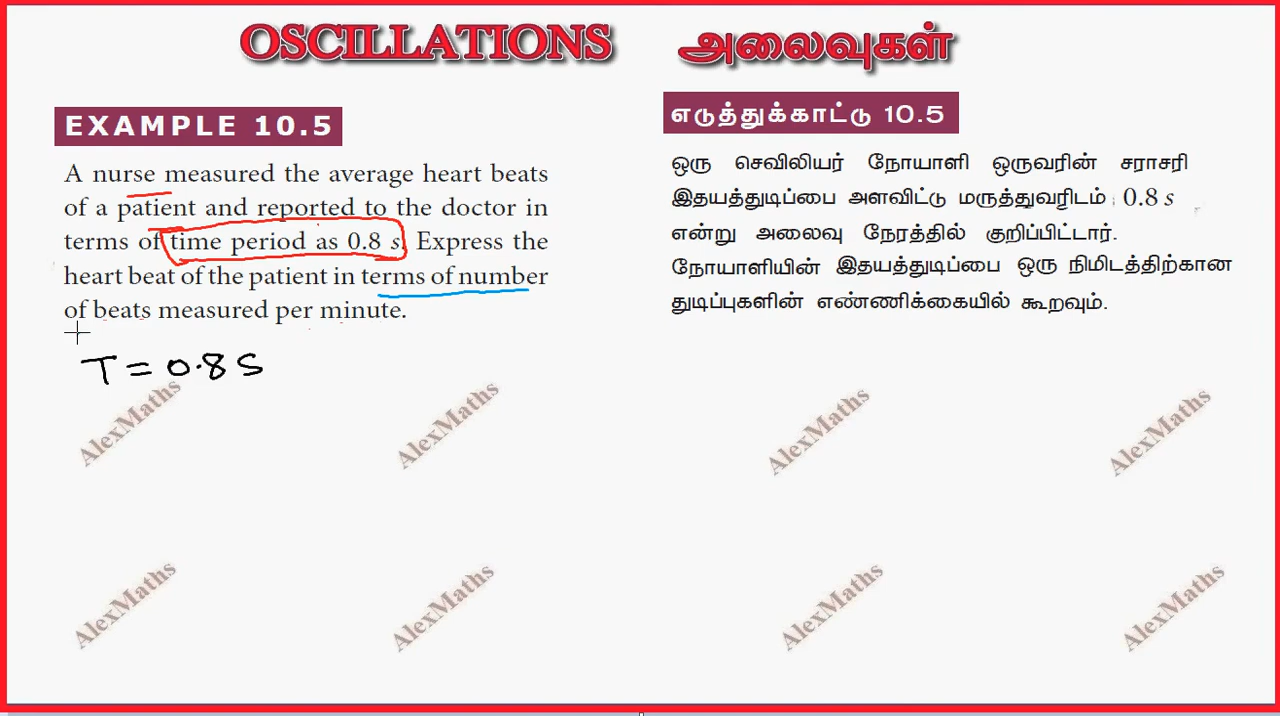 OSCILLATIONS அலைவுகள்
EXAMPLE 10.5
A nurse measured the average heart beats
of a patient and reported to the doctor in
terms of time period as 0.8 s. Express the
heart beat of the patient in terms of number
of beats measured per minute.
T = 0.8 S
எடுத்துக்காட்டு 10.5
ஒரு செவிலியர் நோயாளி ஒருவரின் சராசரி
இதயத்துடிப்பை அளவிட்டு மருத்துவரிடம் 0.8 s
என்று அலைவு நேரத்தில் குறிப்பிட்டார்.
நோயாளியின் இதயத்துடிப்பை ஒரு நிமிடத்திற்கான
துடிப்புகளின் எண்ணிக்கையில் கூறவும்.
AlexMaths
AlexMaths
AlexMaths
AlexMaths
AlexMaths
AlexMaths
AlexMaths
AlexMaths